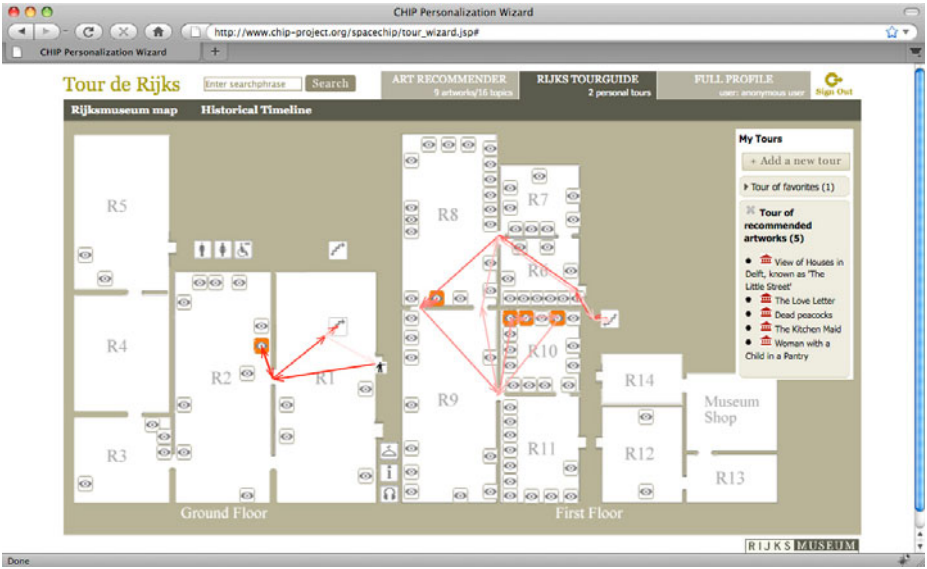 CHIP Personalization Wizard
http://www.chip-project.org/spacechip/tour_wizard.jsp#
CHIP Personalization Wizard
Tour de Rijks
Enter searchphrase
Search
ART RECOMMENDER
9 artworks/16 topics
RIJKS TOURGUIDE
2 personal tours
FULL PROFILE
user: anonymous user
Sign Out
Rijksmuseum map
Historical Timeline
My Tours
+ Add a new tour
Tour of favorites (1)
Tour of
recommended
artworks (5)
View of Houses in
Delft, known as 'The
Little Street'
The Love Letter
Dead peacocks
The Kitchen Maid
Woman with a
Child in a Pantry
R5
R4
R3
R2
R1
R8
R7
R6
R10
R9
R11
R14
R12
Museum
Shop
R13
i
Ground Floor
First Floor
RIJKS MUSEUM
Done